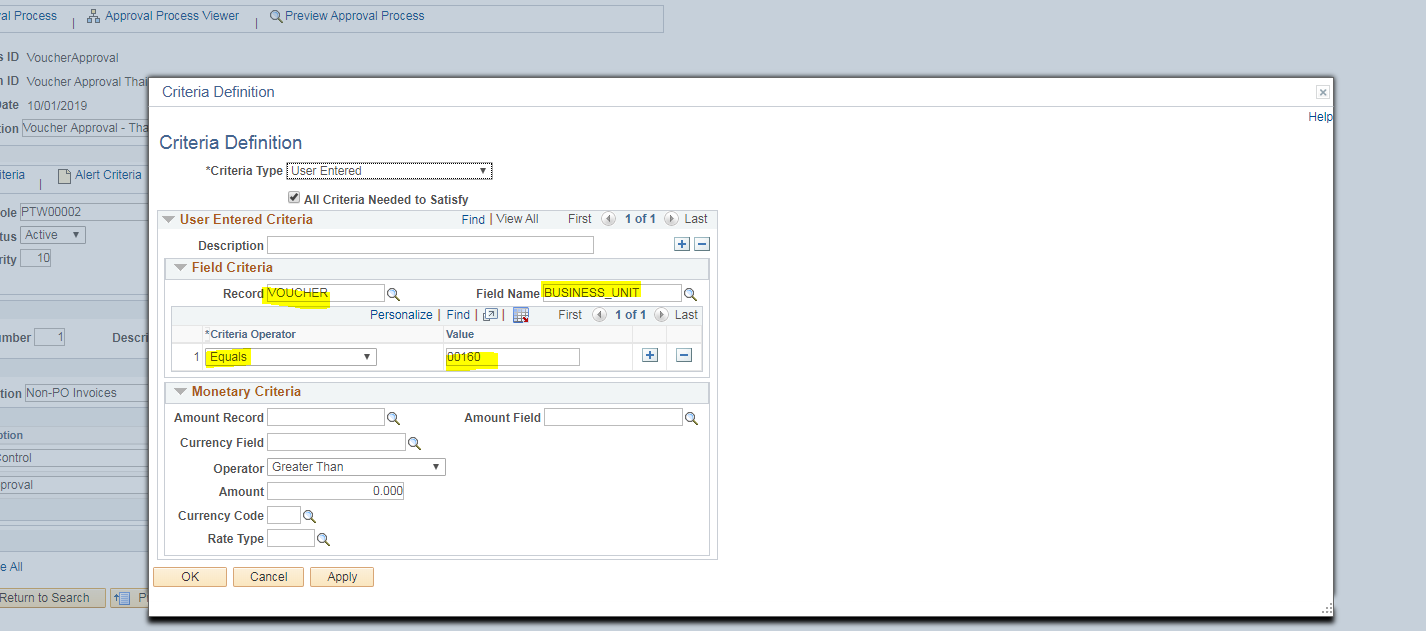 al Process | Approval Process Viewer | Preview Approval Process
s ID VoucherApproval
n ID Voucher Approval Thai
Date 10/01/2019
tion Voucher Approval - Tha
iteria | Alert Criteria
ole PTW00002
tus Active
rity 10
umber 1 Descri
tion Non-PO Invoices
ption
ontrol
proval
e All
Return to Search P
Criteria Definition
Help
Criteria Definition
*Criteria Type User Entered
All Criteria Needed to Satisfy
User Entered Criteria Find | View All First 1 of 1 Last
Description
Field Criteria
Record VOUCHER Field Name BUSINESS_UNIT
Personalize | Find | | First 1 of 1 Last
*Criteria Operator Value
1 Equals 00160
Monetary Criteria
Amount Record Amount Field
Currency Field
Operator Greater Than
Amount 0.000
Currency Code
Rate Type
OK Cancel Apply